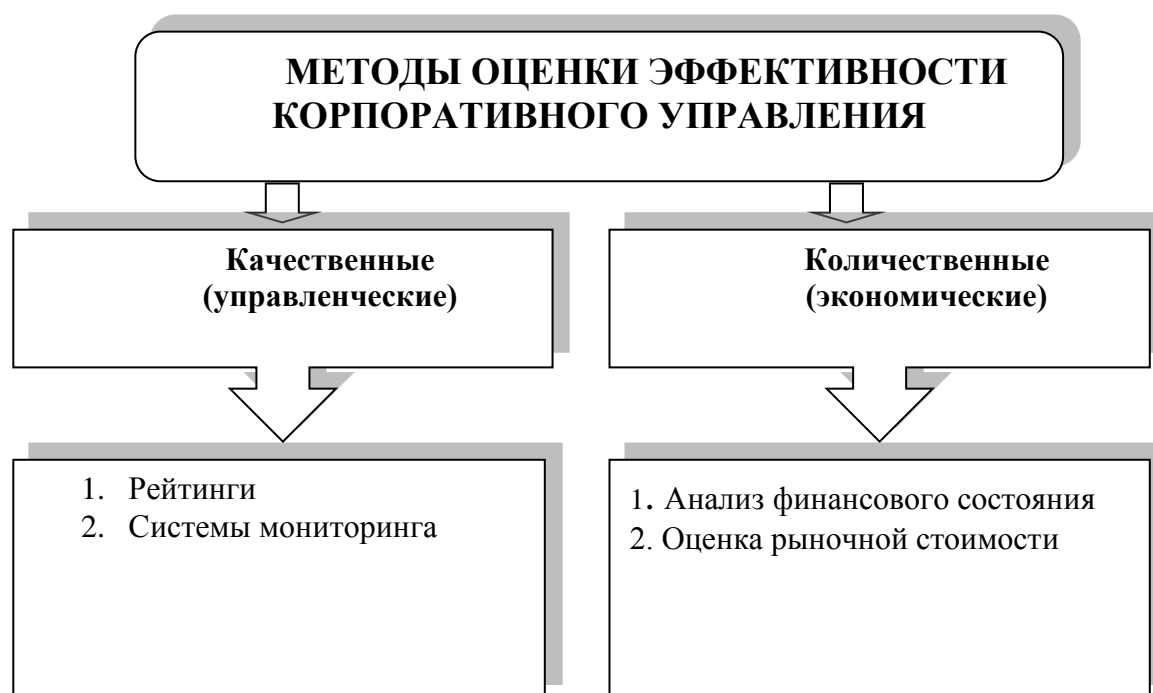 МЕТОДЫ ОЦЕНКИ ЭФФЕКТИВНОСТИ
КОРПОРАТИВНОГО УПРАВЛЕНИЯ
Качественные
(управленческие)
Количественные
(экономические)
1. Рейтинги
2. Системы мониторинга
1. Анализ финансового состояния
2. Оценка рыночной стоимости